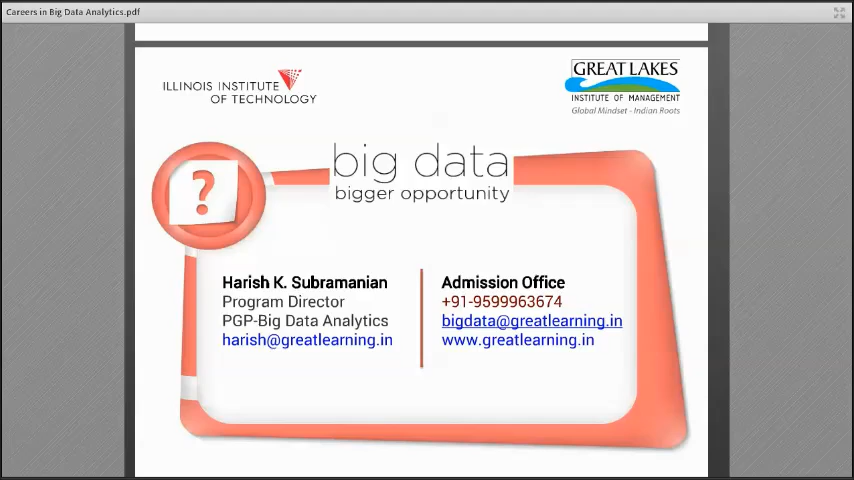 Careers in Big Data Analytics.pdf
ILLINOIS INSTITUTE
OF TECHNOLOGY
GREAT LAKES
INSTITUTE OF MANAGEMENT
Global Mindset - Indian Roots
?
big data
bigger opportunity
Harish K. Subramanian
Program Director
PGP-Big Data Analytics
harish@greatlearning.in
Admission Office
+91-9599963674
bigdata@greatlearning.in
www.greatlearning.in